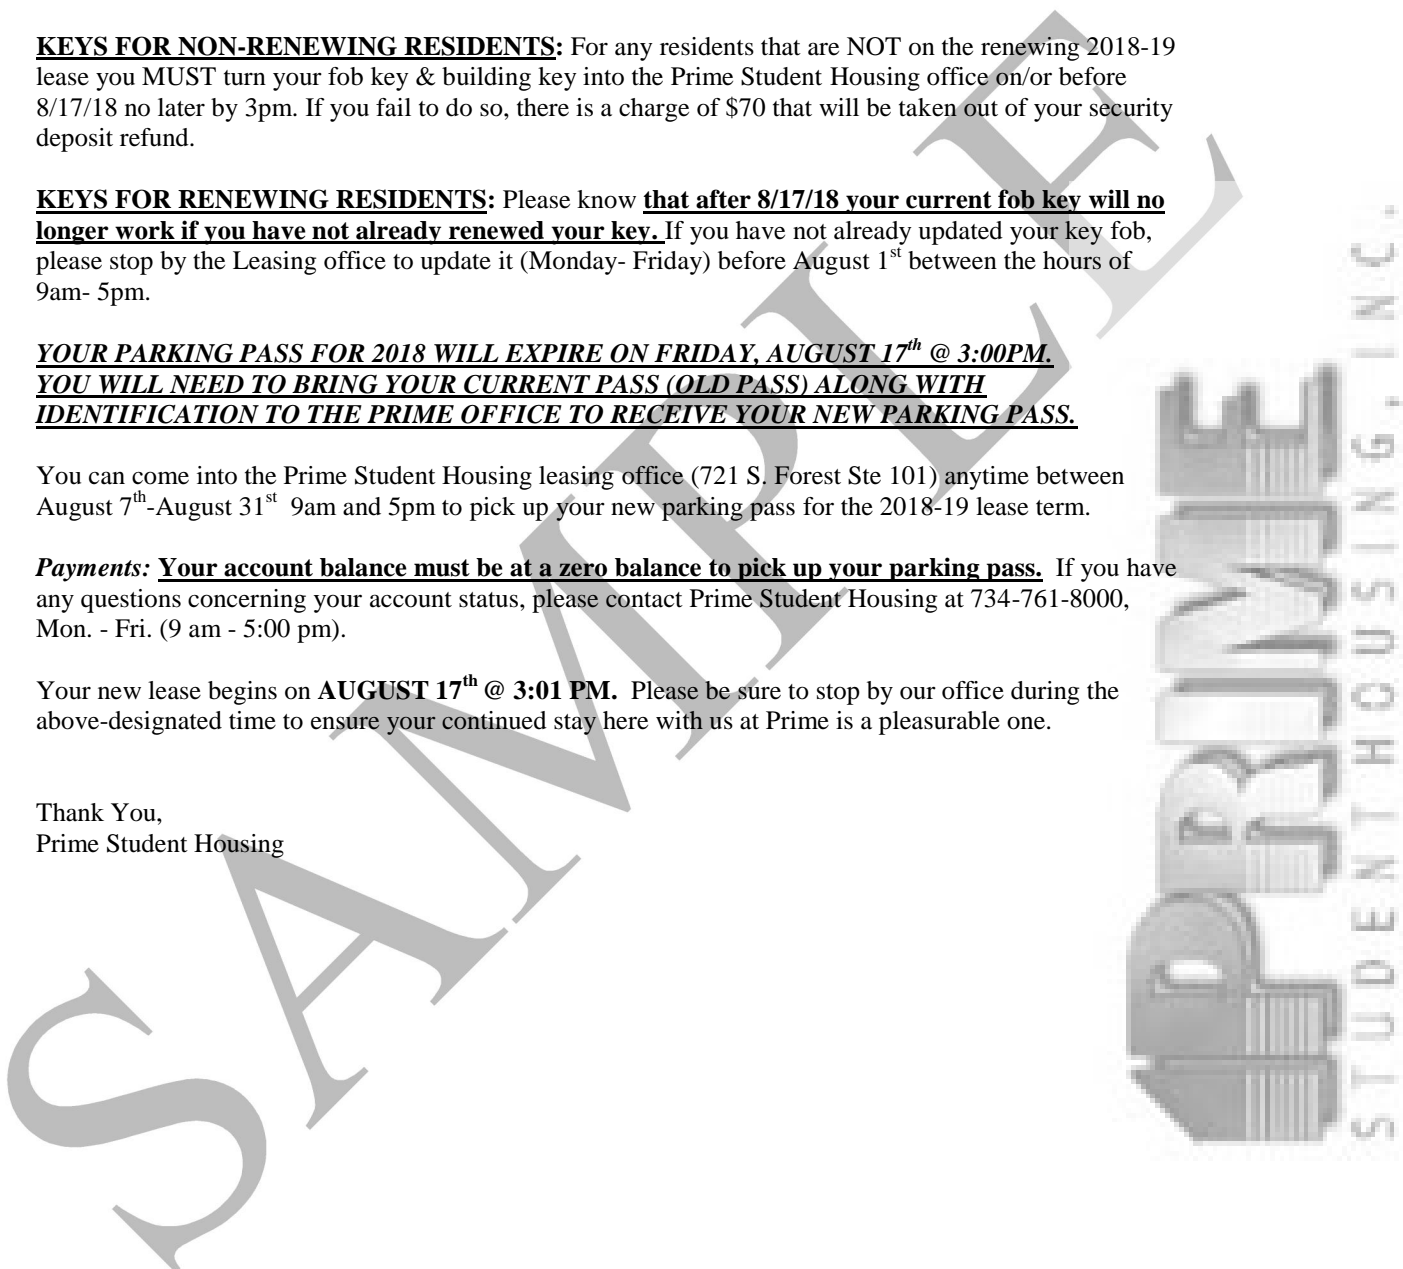 KEYS FOR NON-RENEWING RESIDENTS: For any residents that are NOT on the renewing 2018-19
lease you MUST turn your fob key & building key into the Prime Student Housing office on/or before
8/17/18 no later by 3pm. If you fail to do so, there is a charge of $70 that will be taken out of your security
deposit refund.
KEYS FOR RENEWING RESIDENTS: Please know that after 8/17/18 your current fob key will no
longer work if you have not already renewed your key. If you have not already updated your key fob,
please stop by the Leasing office to update it (Monday- Friday) before August 1st between the hours of
9am- 5pm.
YOUR PARKING PASS FOR 2018 WILL EXPIRE ON FRIDAY, AUGUST 17th @ 3:00PM.
YOU WILL NEED TO BRING YOUR CURRENT PASS (OLD PASS) ALONG WITH
IDENTIFICATION TO THE PRIME OFFICE TO RECEIVE YOUR NEW PARKING PASS.
You can come into the Prime Student Housing leasing office (721 S. Forest Ste 101) anytime between
August 7th-August 31st 9am and 5pm to pick up your new parking pass for the 2018-19 lease term.
Payments: Your account balance must be at a zero balance to pick up your parking pass. If you have
any questions concerning your account status, please contact Prime Student Housing at 734-761-8000,
Mon. - Fri. (9 am - 5:00 pm).
Your new lease begins on AUGUST 17th @ 3:01 PM. Please be sure to stop by our office during the
above-designated time to ensure your continued stay here with us at Prime is a pleasurable one.
Thank You,
Prime Student Housing
SAMPLE
PRIME
STUDENT HOUSING, INC.